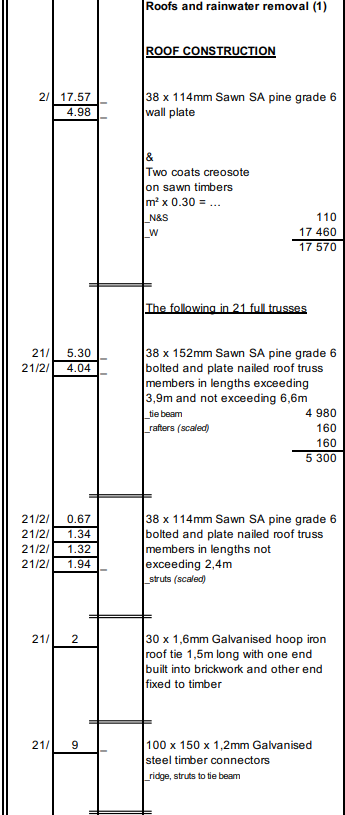 Roofs and rainwater removal (1)
ROOF CONSTRUCTION
2/ 17.57 _ 38 x 114mm Sawn SA pine grade 6
4.98 _ wall plate
&
Two coats creosote
on sawn timbers
m² x 0.30 = ...
_N&S 110
_W 17 460
17 570
The following in 21 full trusses
21/ 5.30 _ 38 x 152mm Sawn SA pine grade 6
21/2/ 4.04 _ bolted and plate nailed roof truss
members in lengths exceeding
3,9m and not exceeding 6,6m
_tie beam 4 980
_rafters (scaled) 160
160
5 300
21/2/ 0.67 38 x 114mm Sawn SA pine grade 6
21/2/ 1.34 bolted and plate nailed roof truss
21/2/ 1.32 members in lengths not
21/2/ 1.94 _ exceeding 2,4m
_struts (scaled)
21/ 2 30 x 1,6mm Galvanised hoop iron
roof tie 1,5m long with one end
built into brickwork and other end
fixed to timber
21/ 9 _ 100 x 150 x 1,2mm Galvanised
steel timber connectors
_ridge, struts to tie beam